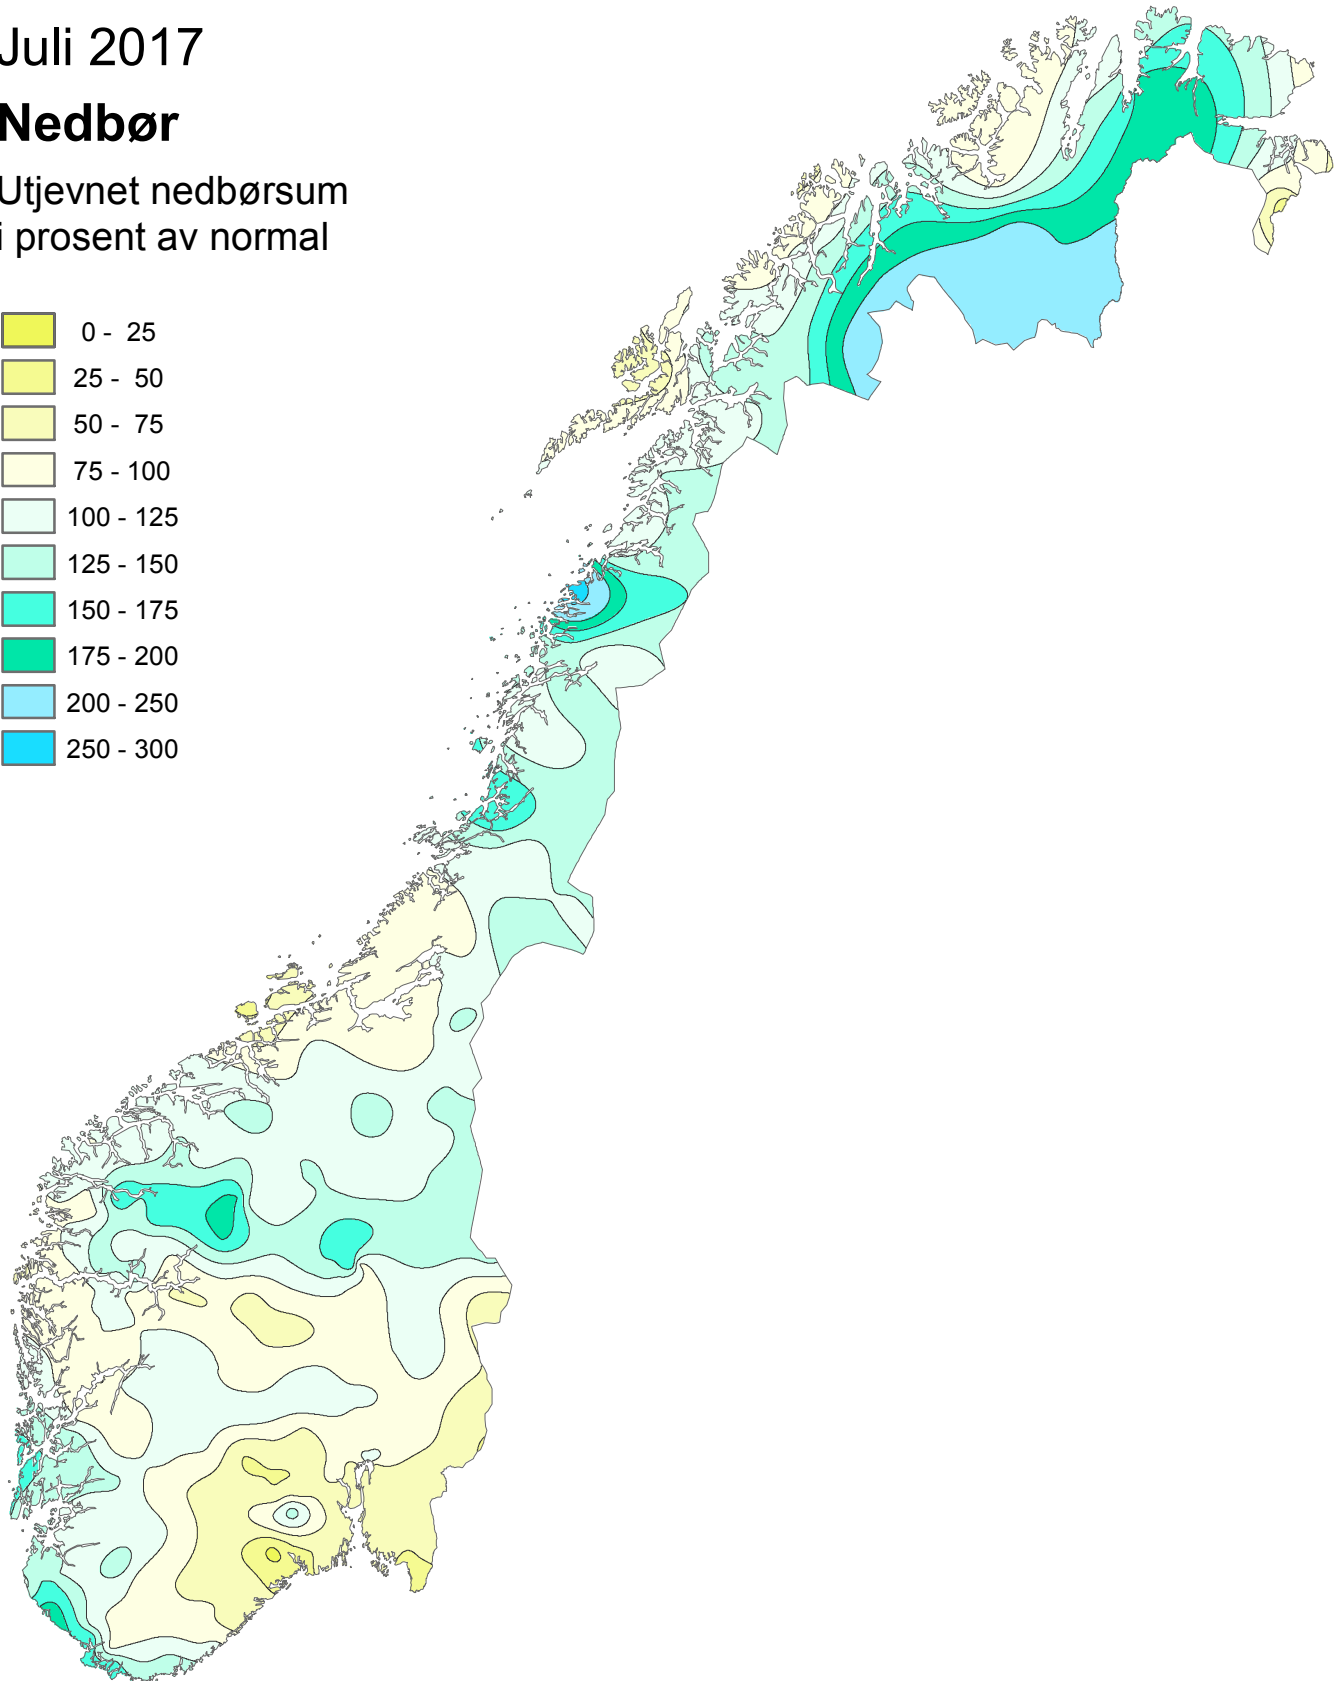 Juli 2017
Nedbør
Utjevnet nedbørsum
i prosent av normal
0 - 25
25 - 50
50 - 75
75 - 100
100 - 125
125 - 150
150 - 175
175 - 200
200 - 250
250 - 300